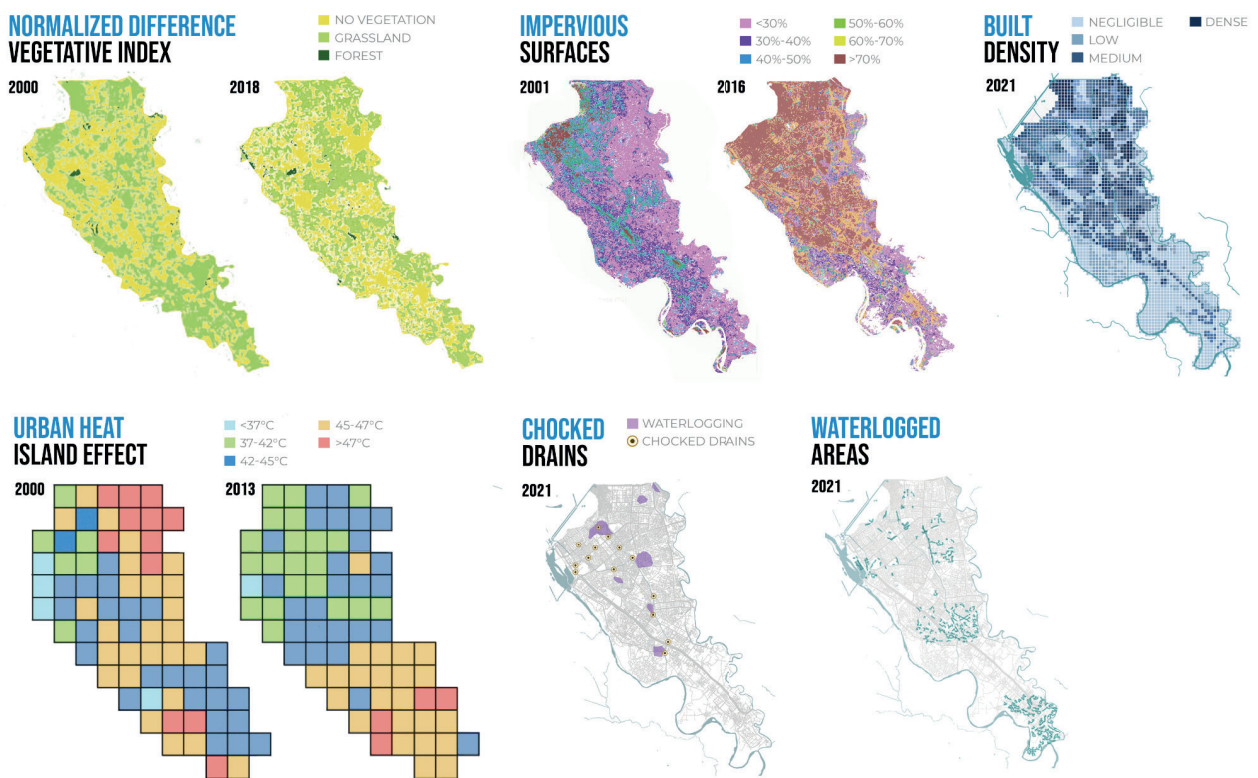 NORMALIZED DIFFERENCE
VEGETATIVE INDEX
NO VEGETATION
GRASSLAND
FOREST
2000
2018
IMPERVIOUS
SURFACES
<30%
30%-40%
40%-50%
50%-60%
60%-70%
>70%
2001
2016
BUILT
DENSITY
NEGLIGIBLE
LOW
MEDIUM
DENSE
2021
URBAN HEAT
ISLAND EFFECT
<37°C
37-42°C
42-45°C
45-47°C
>47°C
2000
2013
CHOCKED
DRAINS
WATERLOGGING
CHOCKED DRAINS
2021
WATERLOGGED
AREAS
2021